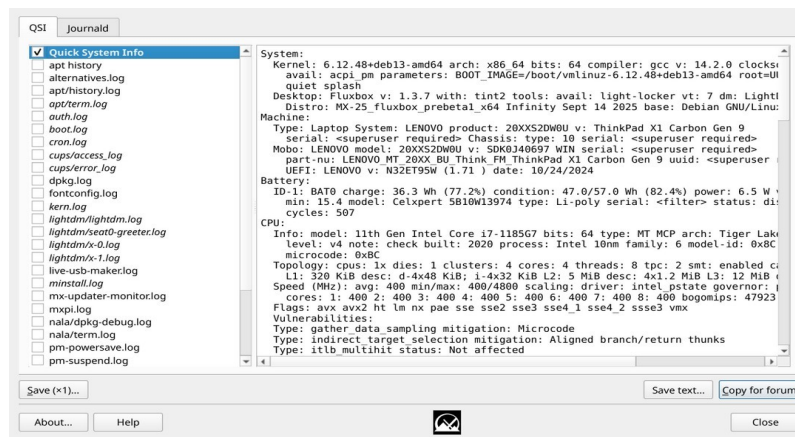 QSI
Journald
Quick System Info
apt history
alternatives.log
apt/history.log
apt/term.log
auth.log
boot.log
cron.log
cups/access_log
cups/error_log
dpkg.log
fontconfig.log
kern.log
lightdm/lightdm.log
lightdm/seat0-greeter.log
lightdm/x-0.log
lightdm/x-1.log
live-usb-maker.log
minstall.log
mx-updater-monitor.log
mxpi.log
nala/dpkg-debug.log
nala/term.log
pm-powersave.log
pm-suspend.log
System:
Kernel: 6.12.48+deb13-amd64 arch: x86_64 bits: 64 compiler: gcc v: 14.2.0
avail: acpi_pm parameters: BOOT_IMAGE=/boot/vmlinuz-6.12.48+deb13-amd64
quiet splash
Desktop: Fluxbox v: 1.3.7 with: tint2 tools: avail: light-locker vt: 7 dm:
Distro: MX-25_fluxbox_prebeta1_x64 Infinity Sept 14 2025 base: Debian
Machine:
Type: Laptop System: LENOVO product: 20XXS2DW0U v: ThinkPad X1 Carbon Gen 9
serial: <superuser required> Chassis: type: 10 serial: <superuser required>
Mobo: LENOVO model: 20XXS2DW0U v: SDK0J40697 WIN serial: <superuser required>
part-nu: LENOVO_MT_20XX_BU_Think_FM_ThinkPad X1 Carbon Gen 9 uuid: <superuser
UEFI: LENOVO v: N32ET95W (1.71 ) date: 10/24/2024
Battery:
ID-1: BAT0 charge: 36.3 Wh (77.2%) condition: 47.0/57.0 Wh (82.4%) power: 6.5 W
min: 15.4 model: Celxpert 5B10W13974 type: Li-poly serial: <filter> status:
cycles: 507
CPU:
Info: model: 11th Gen Intel Core i7-1185G7 bits: 64 type: MT MCP arch: Tiger
level: v4 note: check built: 2020 process: Intel 10nm family: 6 model-id: 0x8C
microcode: 0xBC
Topology: cpus: 1x dies: 1 clusters: 4 cores: 4 threads: 8 tpc: 2 smt: enabled
L1: 320 KiB desc: d-4x48 KiB; i-4x32 KiB L2: 5 MiB desc: 4x1.2 MiB L3: 12 MiB
Speed (MHz): avg: 400 min/max: 400/4800 scaling: driver: intel_pstate governor:
cores: 1: 400 2: 400 3: 400 4: 400 5: 400 6: 400 7: 400 8: 400 bogomips: 47923
Flags: avx avx2 ht lm nx pae sse sse2 sse3 sse4_1 sse4_2 ssse3 vmx
Vulnerabilities:
Type: gather_data_sampling mitigation: Microcode
Type: indirect_target_selection mitigation: Aligned branch/return thunks
Type: itlb_multihit status: Not affected
Save (×1)...
Save text...
Copy for forum
About...
Help
Close